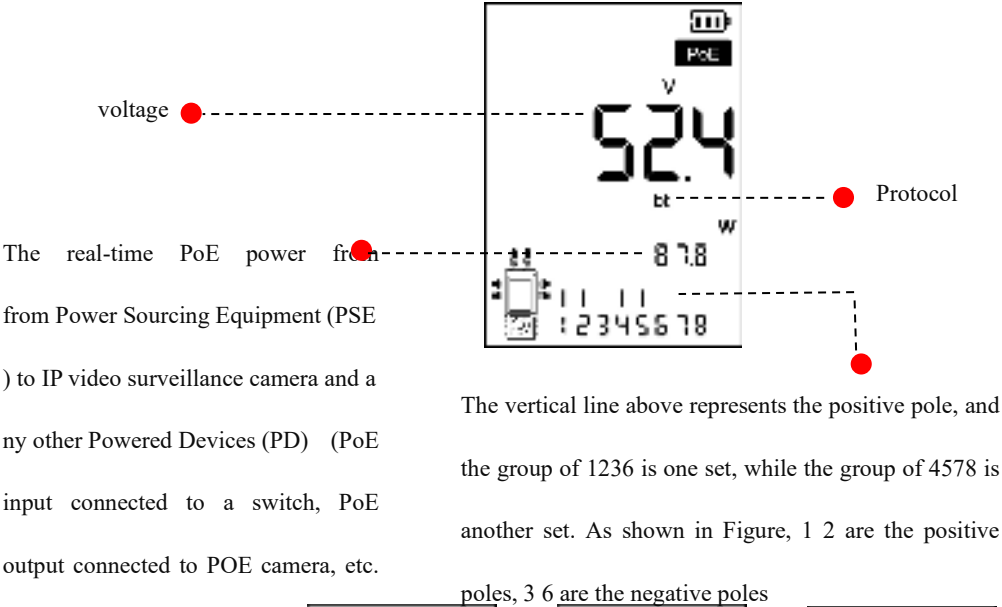 PoE
V
voltage
52.4
bt
Protocol
W
87.8
The real-time PoE power from
from Power Sourcing Equipment (PSE
) to IP video surveillance camera and a
ny other Powered Devices (PD) (PoE
input connected to a switch, PoE
output connected to POE camera, etc.
12345678
The vertical line above represents the positive pole, and
the group of 1236 is one set, while the group of 4578 is
another set. As shown in Figure, 1 2 are the positive
poles, 3 6 are the negative poles